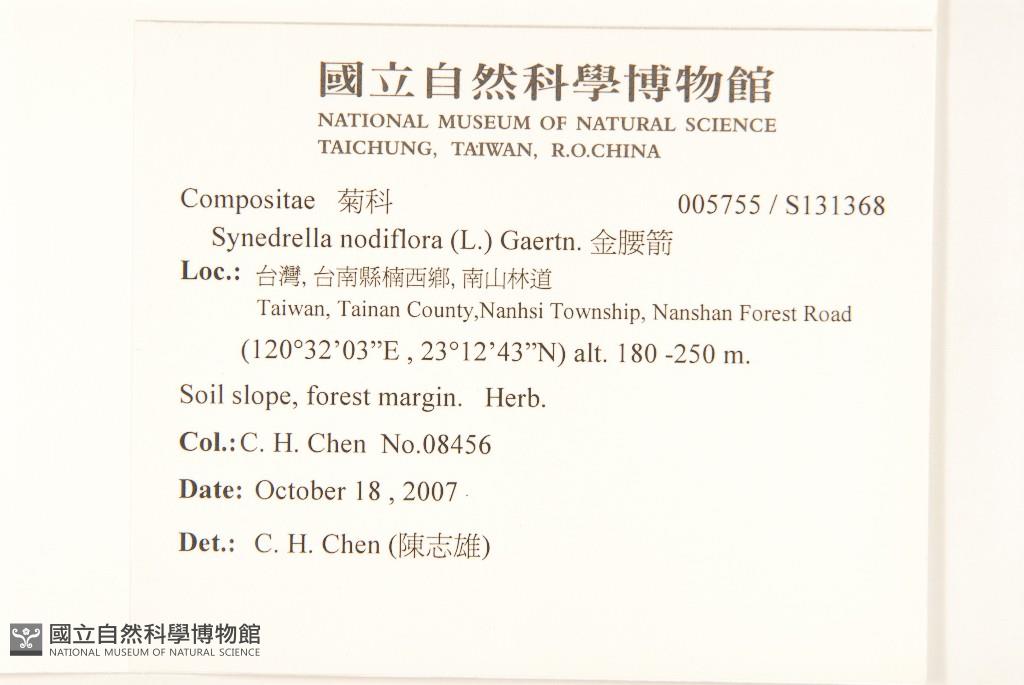 國立自然科學博物館
NATIONAL MUSEUM OF NATURAL SCIENCE
TAICHUNG, TAIWAN, R.O.CHINA
Compositae 菊科 005755 / S131368
Synedrella nodiflora (L.) Gaertn. 金腰箭
Loc.: 台灣, 台南縣楠西鄉, 南山林道
Taiwan, Tainan County,Nanhsi Township, Nanshan Forest Road
(120°32’03”E , 23°12’43”N) alt. 180 -250 m.
Soil slope, forest margin. Herb.
Col.: C. H. Chen No.08456
Date: October 18 , 2007
Det.: C. H. Chen (陳志雄)
國立自然科學博物館
NATIONAL MUSEUM OF NATURAL SCIENCE